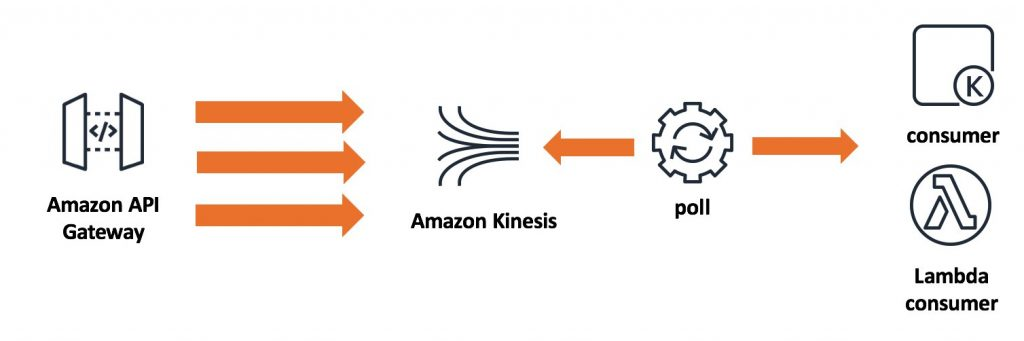 </>
Amazon API
Gateway
Amazon Kinesis
poll
K
consumer
Lambda
consumer